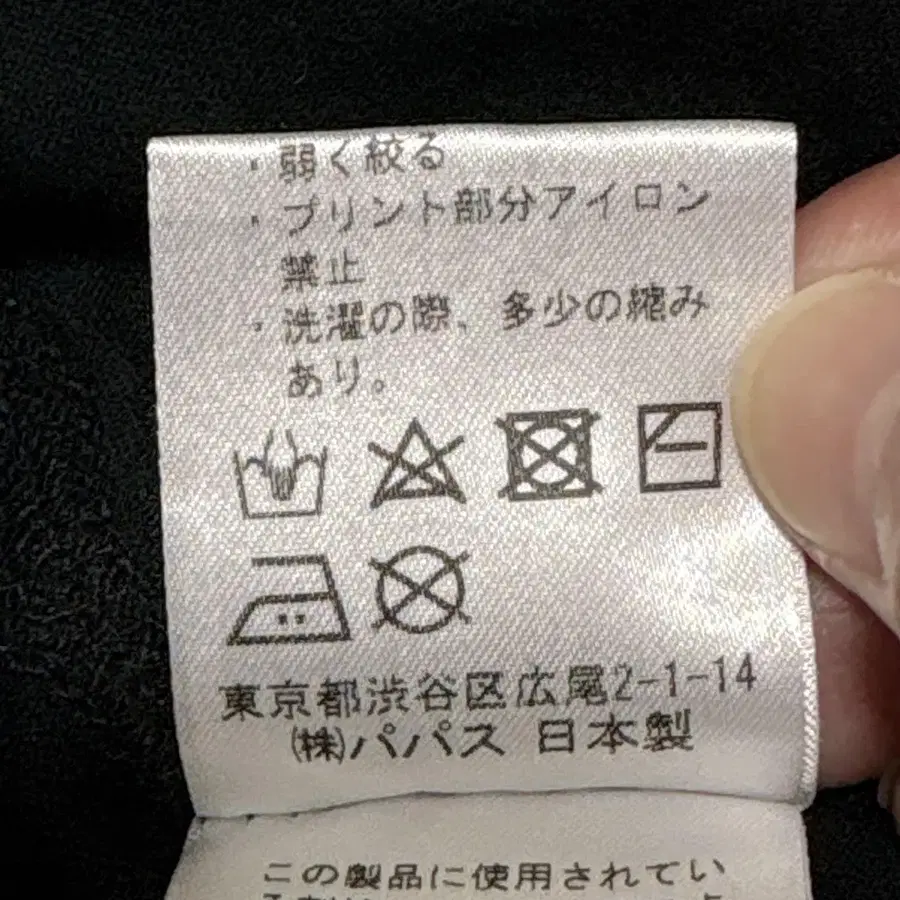 ・弱く絞る
・プリント部分アイロン
禁止
・洗濯の際、多少の縮み
あり。
東京都渋谷区広尾2-1-14
㈱パパス 日本製
この製品に使用されてい